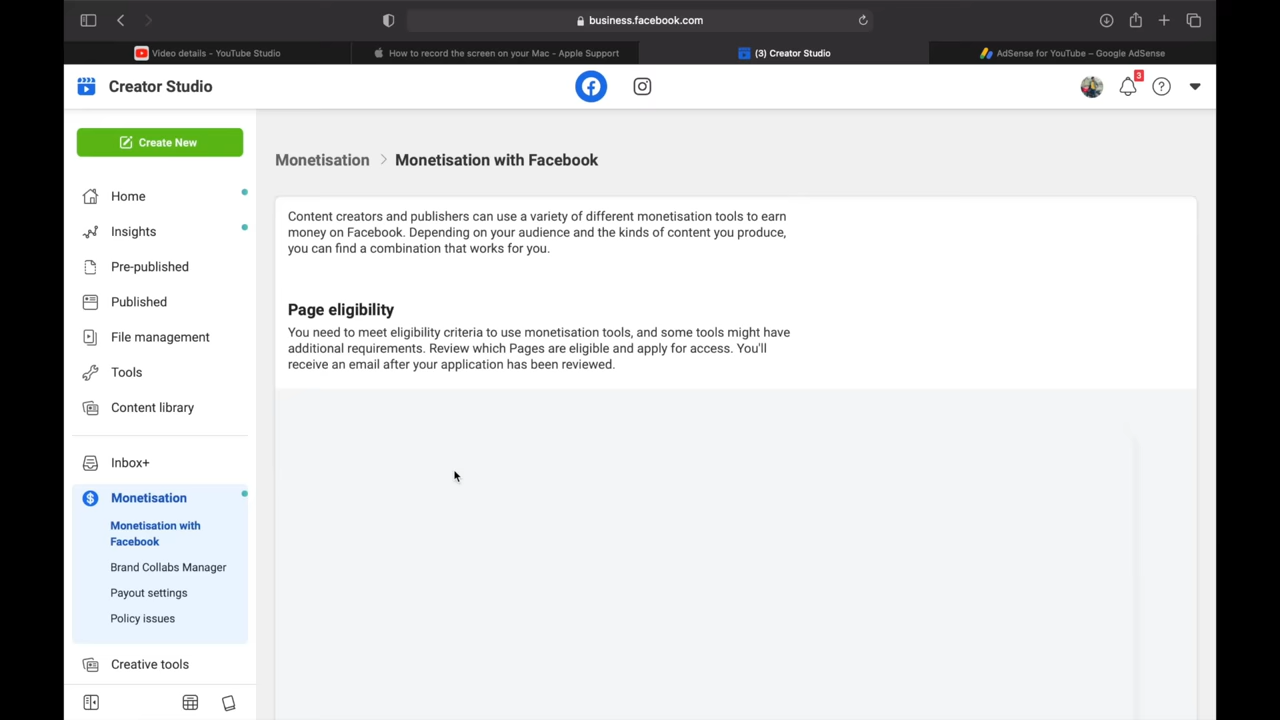 business.facebook.com
Video details - YouTube Studio
How to record the screen on your Mac - Apple Support
(3) Creator Studio
AdSense for YouTube – Google AdSense
Creator Studio
3
Create New
Home
Insights
Pre-published
Published
File management
Tools
Content library
Inbox+
Monetisation
Monetisation with
Facebook
Brand Collabs Manager
Payout settings
Policy issues
Creative tools
Monetisation > Monetisation with Facebook
Content creators and publishers can use a variety of different monetisation tools to earn
money on Facebook. Depending on your audience and the kinds of content you produce,
you can find a combination that works for you.
Page eligibility
You need to meet eligibility criteria to use monetisation tools, and some tools might have
additional requirements. Review which Pages are eligible and apply for access. You'll
receive an email after your application has been reviewed.